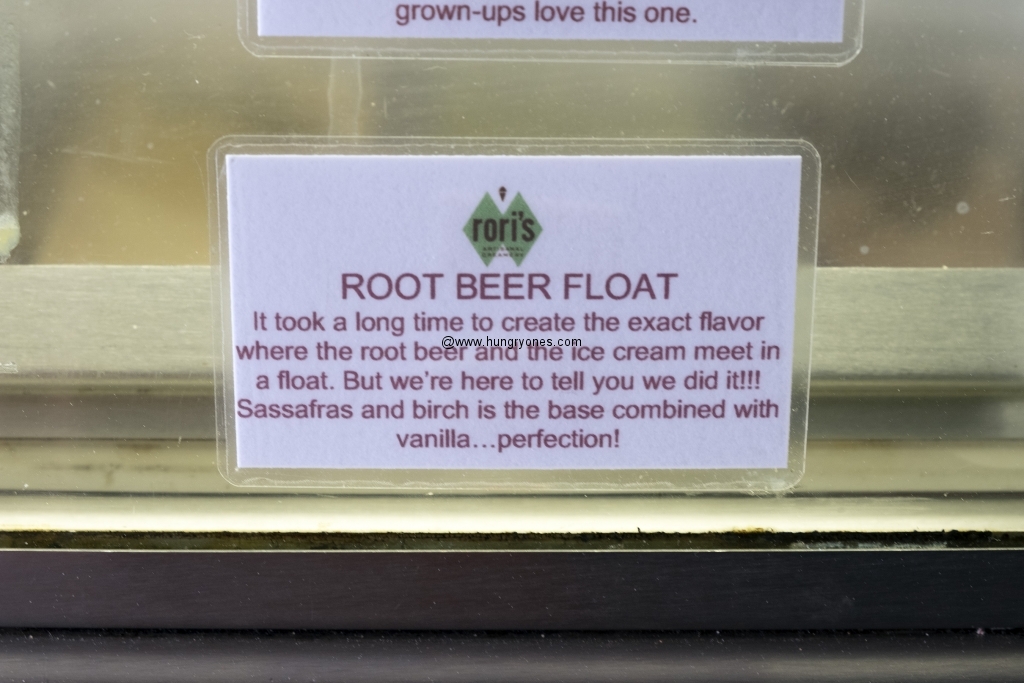 grown-ups love this one.
rori's
ARTISANAL
CREAMERY
ROOT BEER FLOAT
It took a long time to create the exact flavor
where the root beer and the ice cream meet in
a float. But we're here to tell you we did it!!!
Sassafras and birch is the base combined with
vanilla…perfection!
@www.hungryones.com